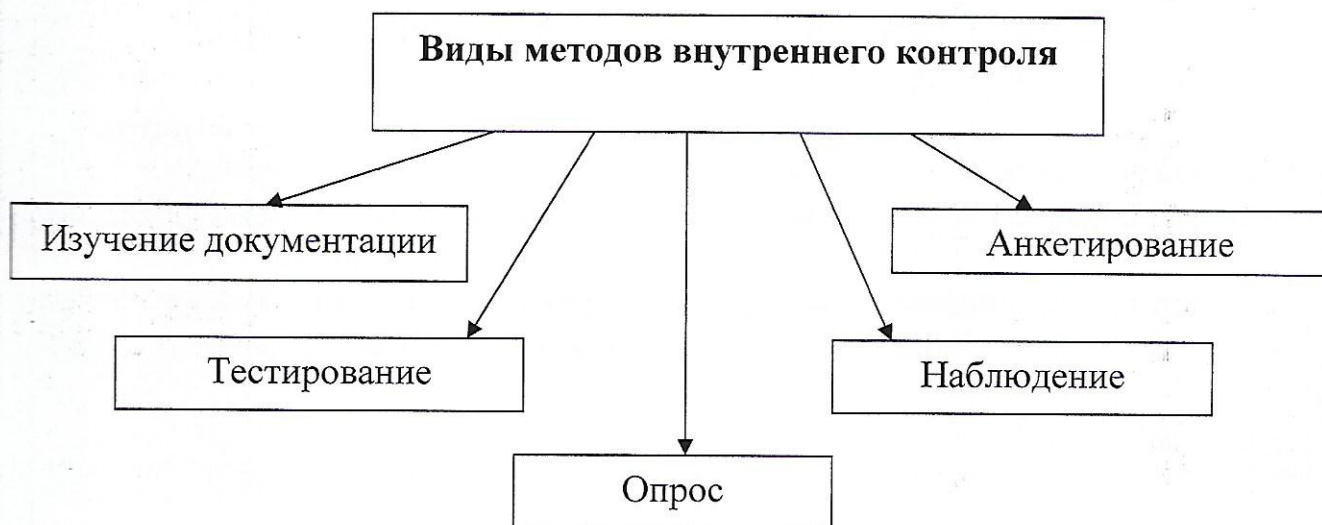 Виды методов внутреннего контроля
Изучение документации
Анкетирование
Тестирование
Наблюдение
Опрос